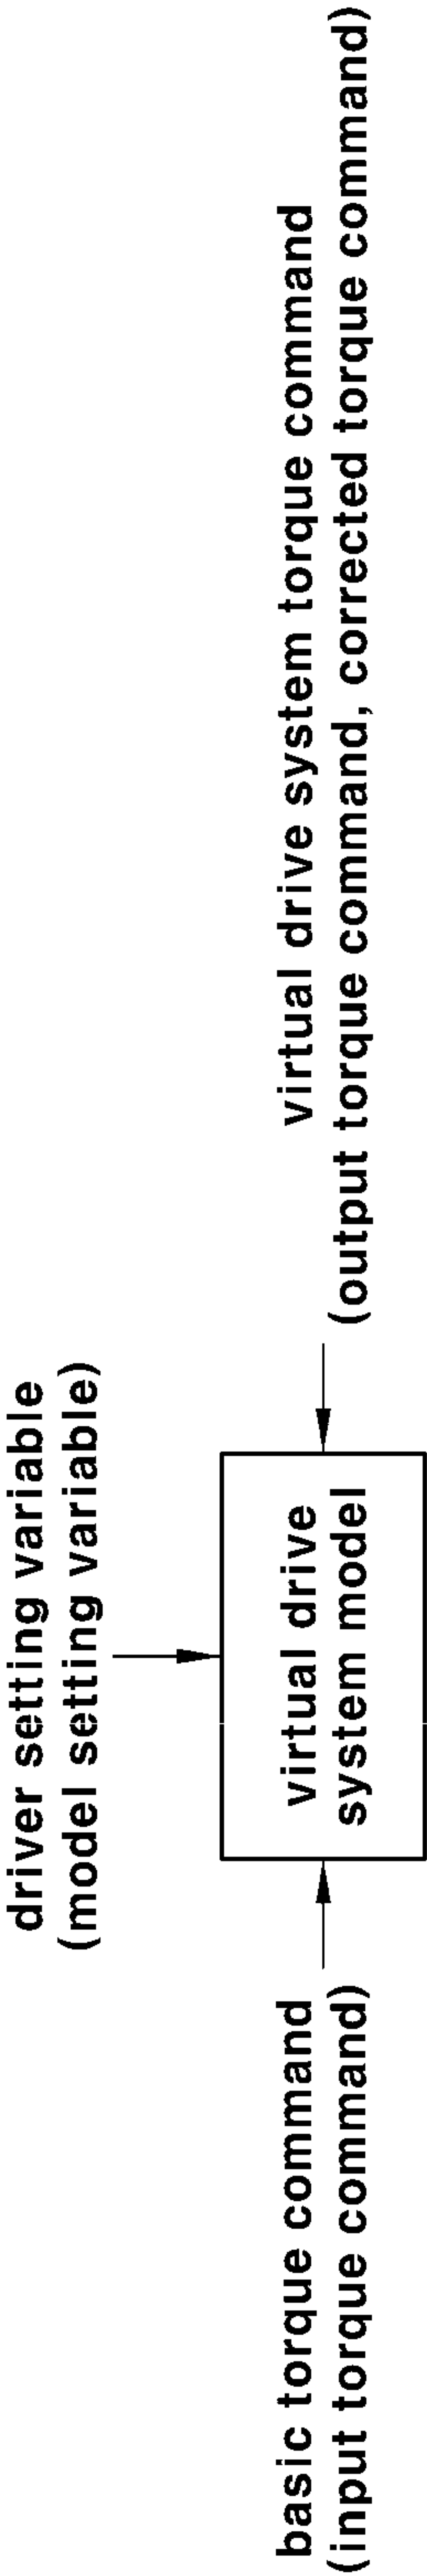 driver setting variable
(model setting variable)
basic torque command
(input torque command)
virtual drive
system model
virtual drive system torque command
(output torque command, corrected torque command)